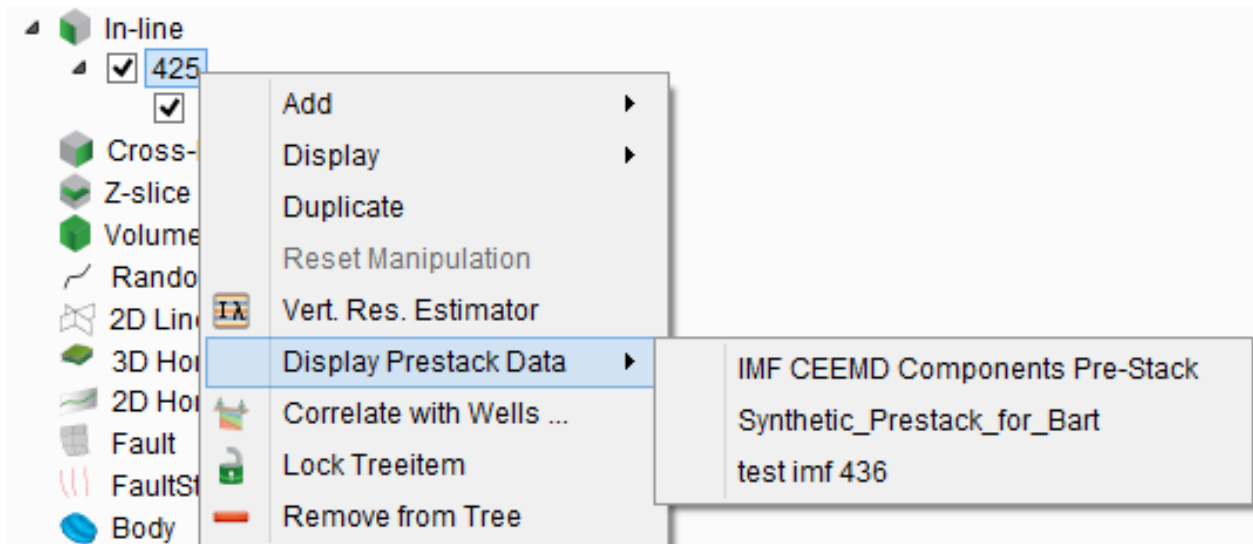 In-line
425
Add
Cross-
Display
Z-slice
Duplicate
Volume
Reset Manipulation
Rando
Vert. Res. Estimator
2D Lin
3D Hor
Display Prestack Data
IMF CEEMD Components Pre-Stack
2D Hor
Correlate with Wells ...
Synthetic_Prestack_for_Bart
Fault
Lock Treeitem
test imf 436
FaultSt
Body
Remove from Tree